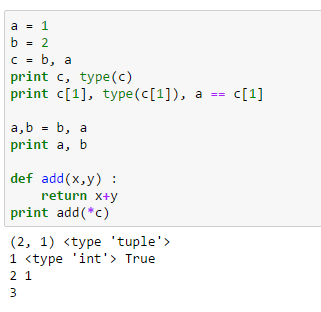 a = 1
b = 2
c = b, a
print c, type(c)
print c[1], type(c[1]), a == c[1]

a,b = b, a
print a, b

def add(x,y) :
    return x+y
print add(*c)
(2, 1) <type 'tuple'>
1 <type 'int'> True
2 1
3